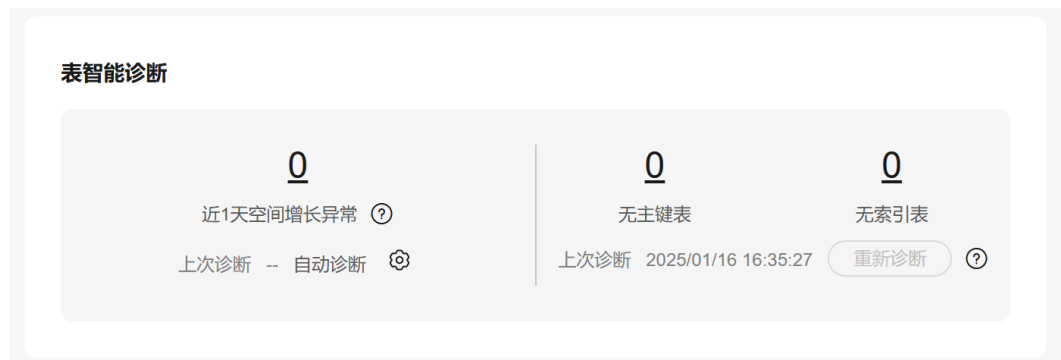 表智能诊断
0 0 0
近1天空间增长异常 ? 无主键表 无索引表
上次诊断 -- 自动诊断 上次诊断 2025/01/16 16:35:27 重新诊断 ?